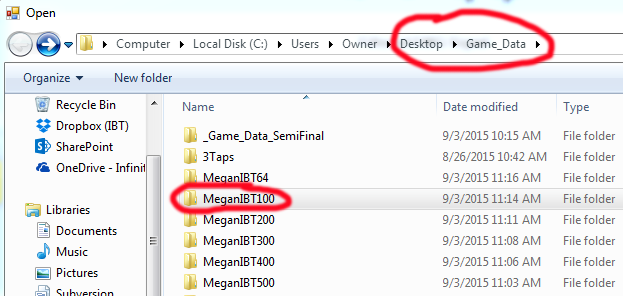 Open
Computer Local Disk (C:) Users Owner Desktop Game_Data
Organize New folder
Recycle Bin
Dropbox (IBT)
SharePoint
OneDrive - Infinit
Libraries
Documents
Music
Pictures
Subversion
Name Date modified Type
_Game_Data_SemiFinal 9/3/2015 10:15 AM File folder
3Taps 8/26/2015 10:42 AM File folder
MeganIBT64 9/3/2015 11:16 AM File folder
MeganIBT100 9/3/2015 11:14 AM File folder
MeganIBT200 9/3/2015 11:11 AM File folder
MeganIBT300 9/3/2015 11:08 AM File folder
MeganIBT400 9/3/2015 11:06 AM File folder
MeganIBT500 9/3/2015 11:03 AM File folder